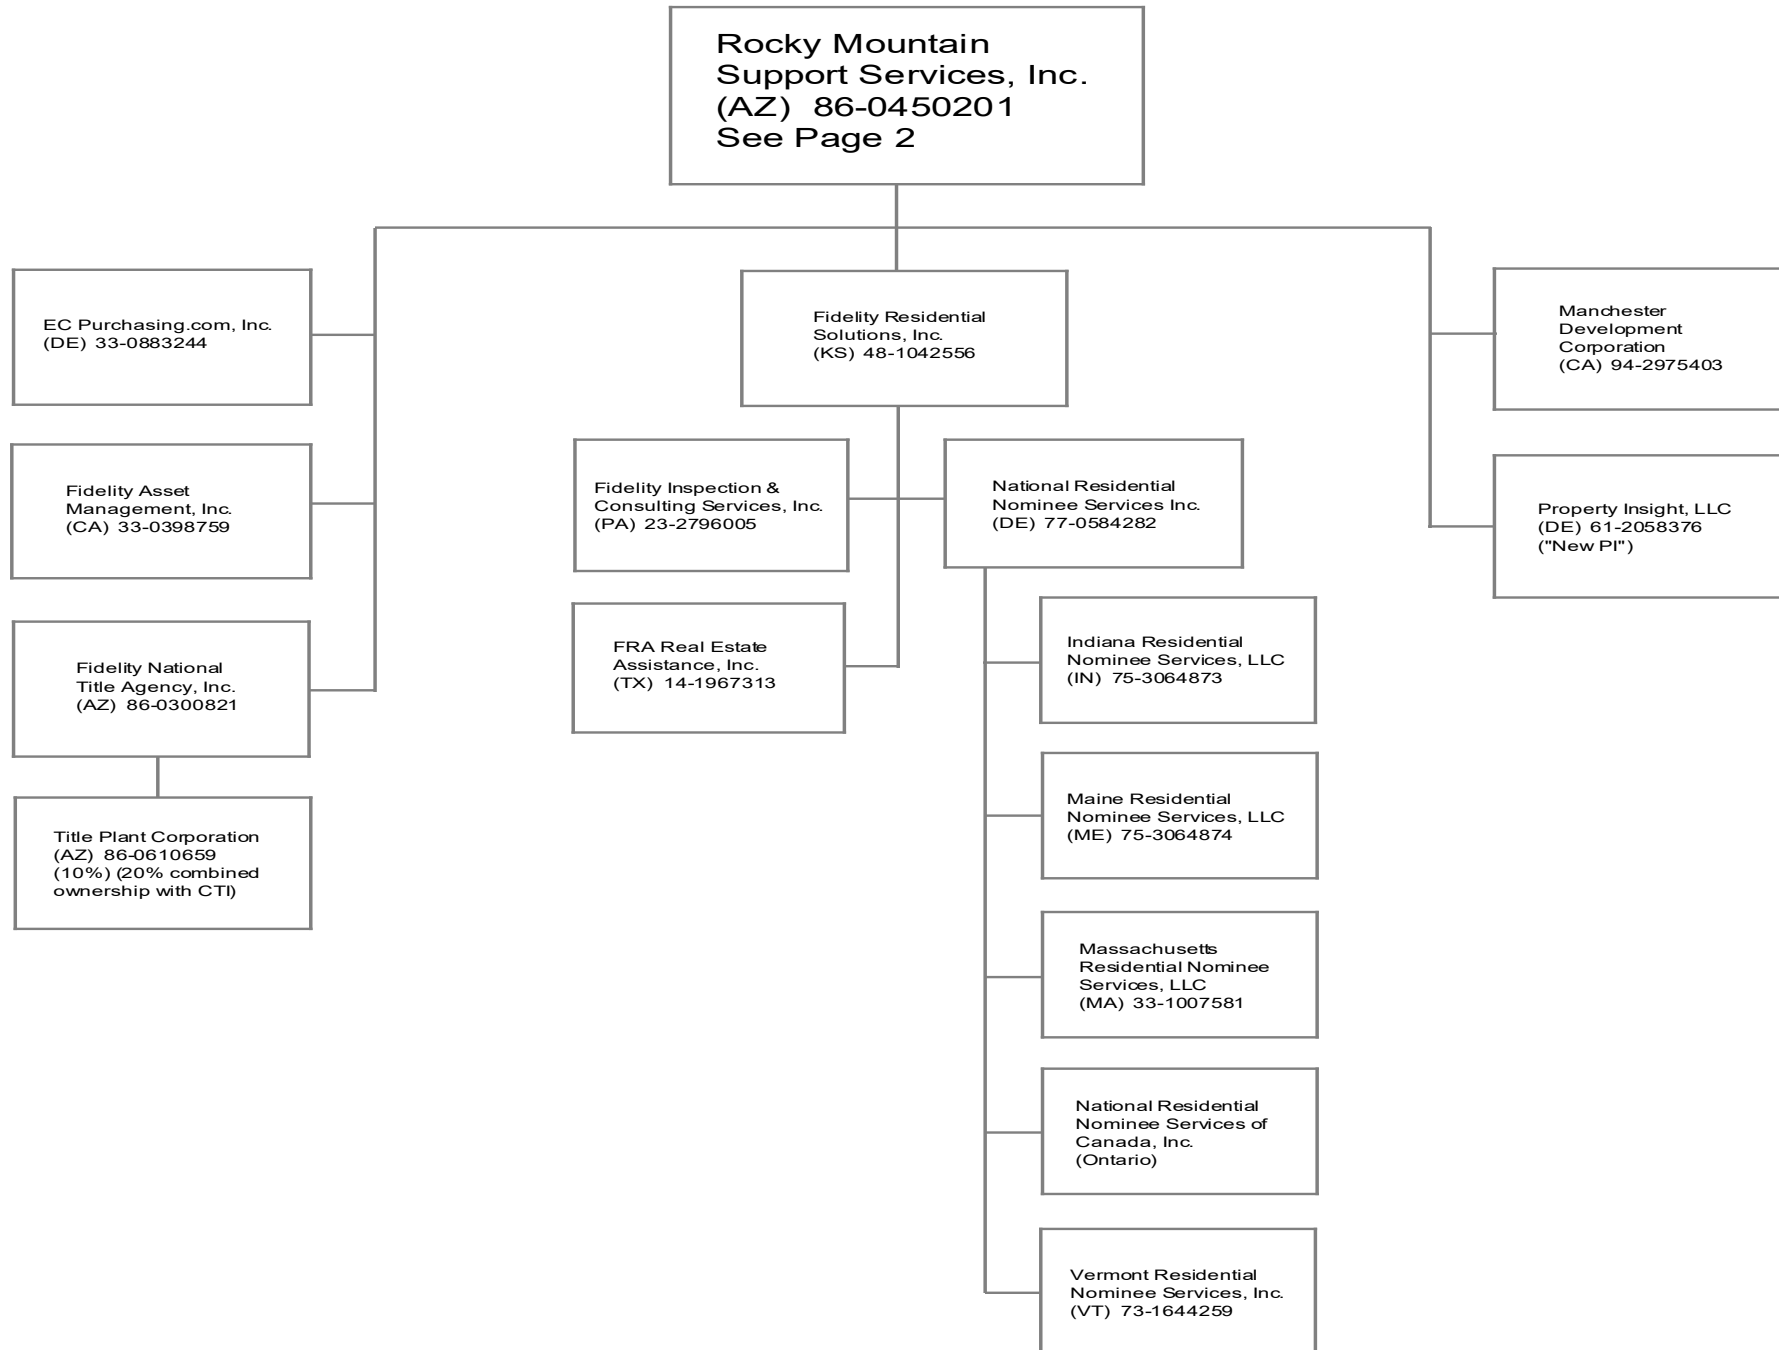 Rocky Mountain
Support Services, Inc.
(AZ) 86-0450201
See Page 2
EC Purchasing.com, Inc.
(DE) 33-0883244
Fidelity Asset
Management, Inc.
(CA) 33-0398759
Fidelity National
Title Agency, Inc.
(AZ) 86-0300821
Title Plant Corporation
(AZ) 86-0610659
(10%) (20% combined
ownership with CTI)
Fidelity Residential
Solutions, Inc.
(KS) 48-1042556
Fidelity Inspection &
Consulting Services, Inc.
(PA) 23-2796005
FRA Real Estate
Assistance, Inc.
(TX) 14-1967313
National Residential
Nominee Services Inc.
(DE) 77-0584282
Indiana Residential
Nominee Services, LLC
(IN) 75-3064873
Maine Residential
Nominee Services, LLC
(ME) 75-3064874
Massachusetts
Residential Nominee
Services, LLC
(MA) 33-1007581
National Residential
Nominee Services of
Canada, Inc.
(Ontario)
Vermont Residential
Nominee Services, Inc.
(VT) 73-1644259
Manchester
Development
Corporation
(CA) 94-2975403
Property Insight, LLC
(DE) 61-2058376
("New PI")